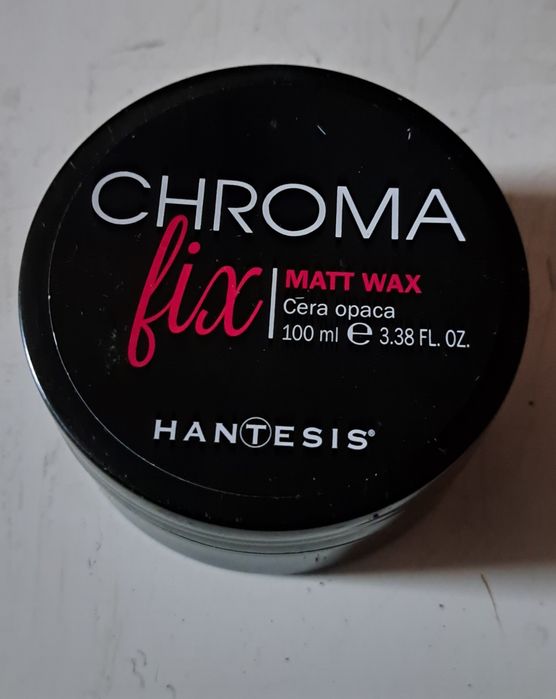 CHROMA
fix
MATT WAX
Cera opaca
100 ml ℮ 3.38 FL. OZ.
HANTESIS®